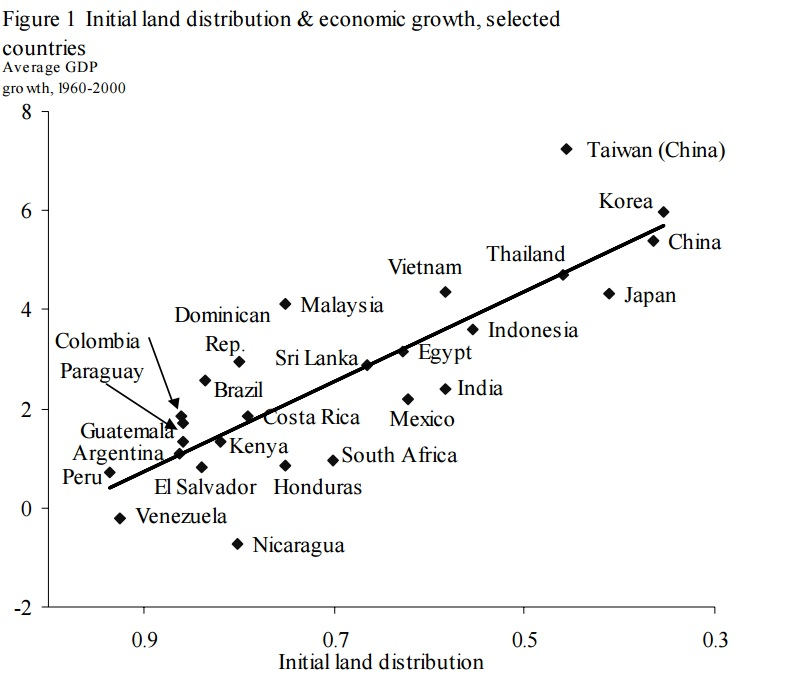 Figure 1 Initial land distribution & economic growth, selected
countries
Average GDP
growth, 1960-2000
8
Taiwan (China)
Korea
6
China
Thailand
Vietnam
Japan
Malaysia
4
Dominican
Rep.
Indonesia
Colombia
Sri Lanka
Egypt
Paraguay
Brazil
India
2
Costa Rica
Mexico
Guatemala
Kenya
Argentina
South Africa
Peru
El Salvador
Honduras
0
Venezuela
Nicaragua
-2
0.9
0.7
0.5
0.3
Initial land distribution